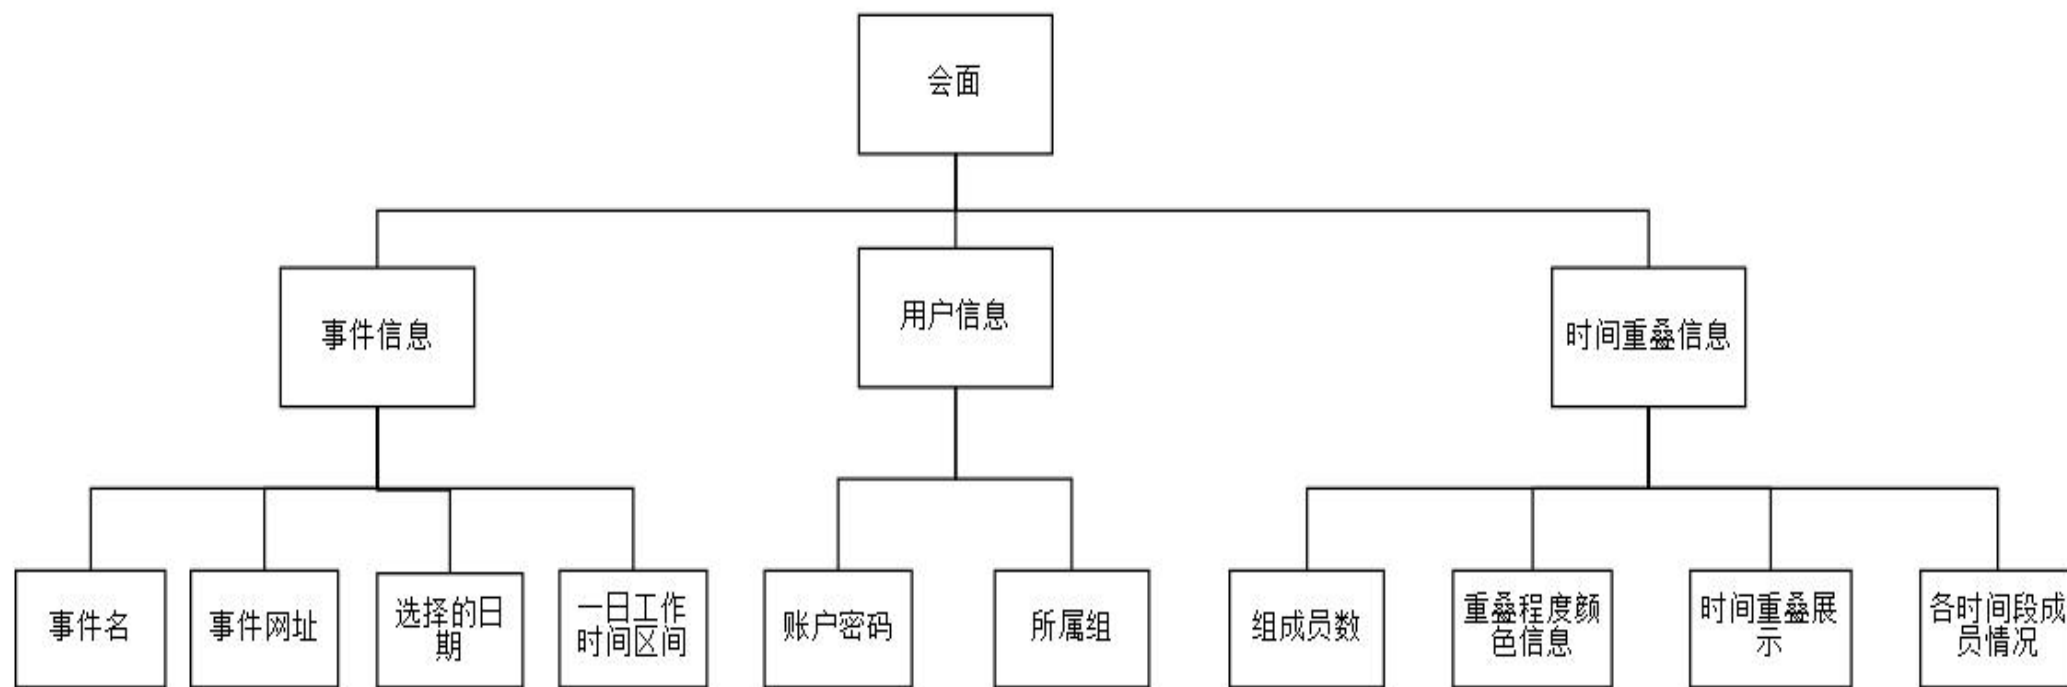 会面
事件信息
用户信息
时间重叠信息
事件名
事件网址
选择的日
期
一日工作
时间区间
账户密码
所属组
组成员数
重叠程度颜
色信息
时间重叠展
示
各时间段成
员情况